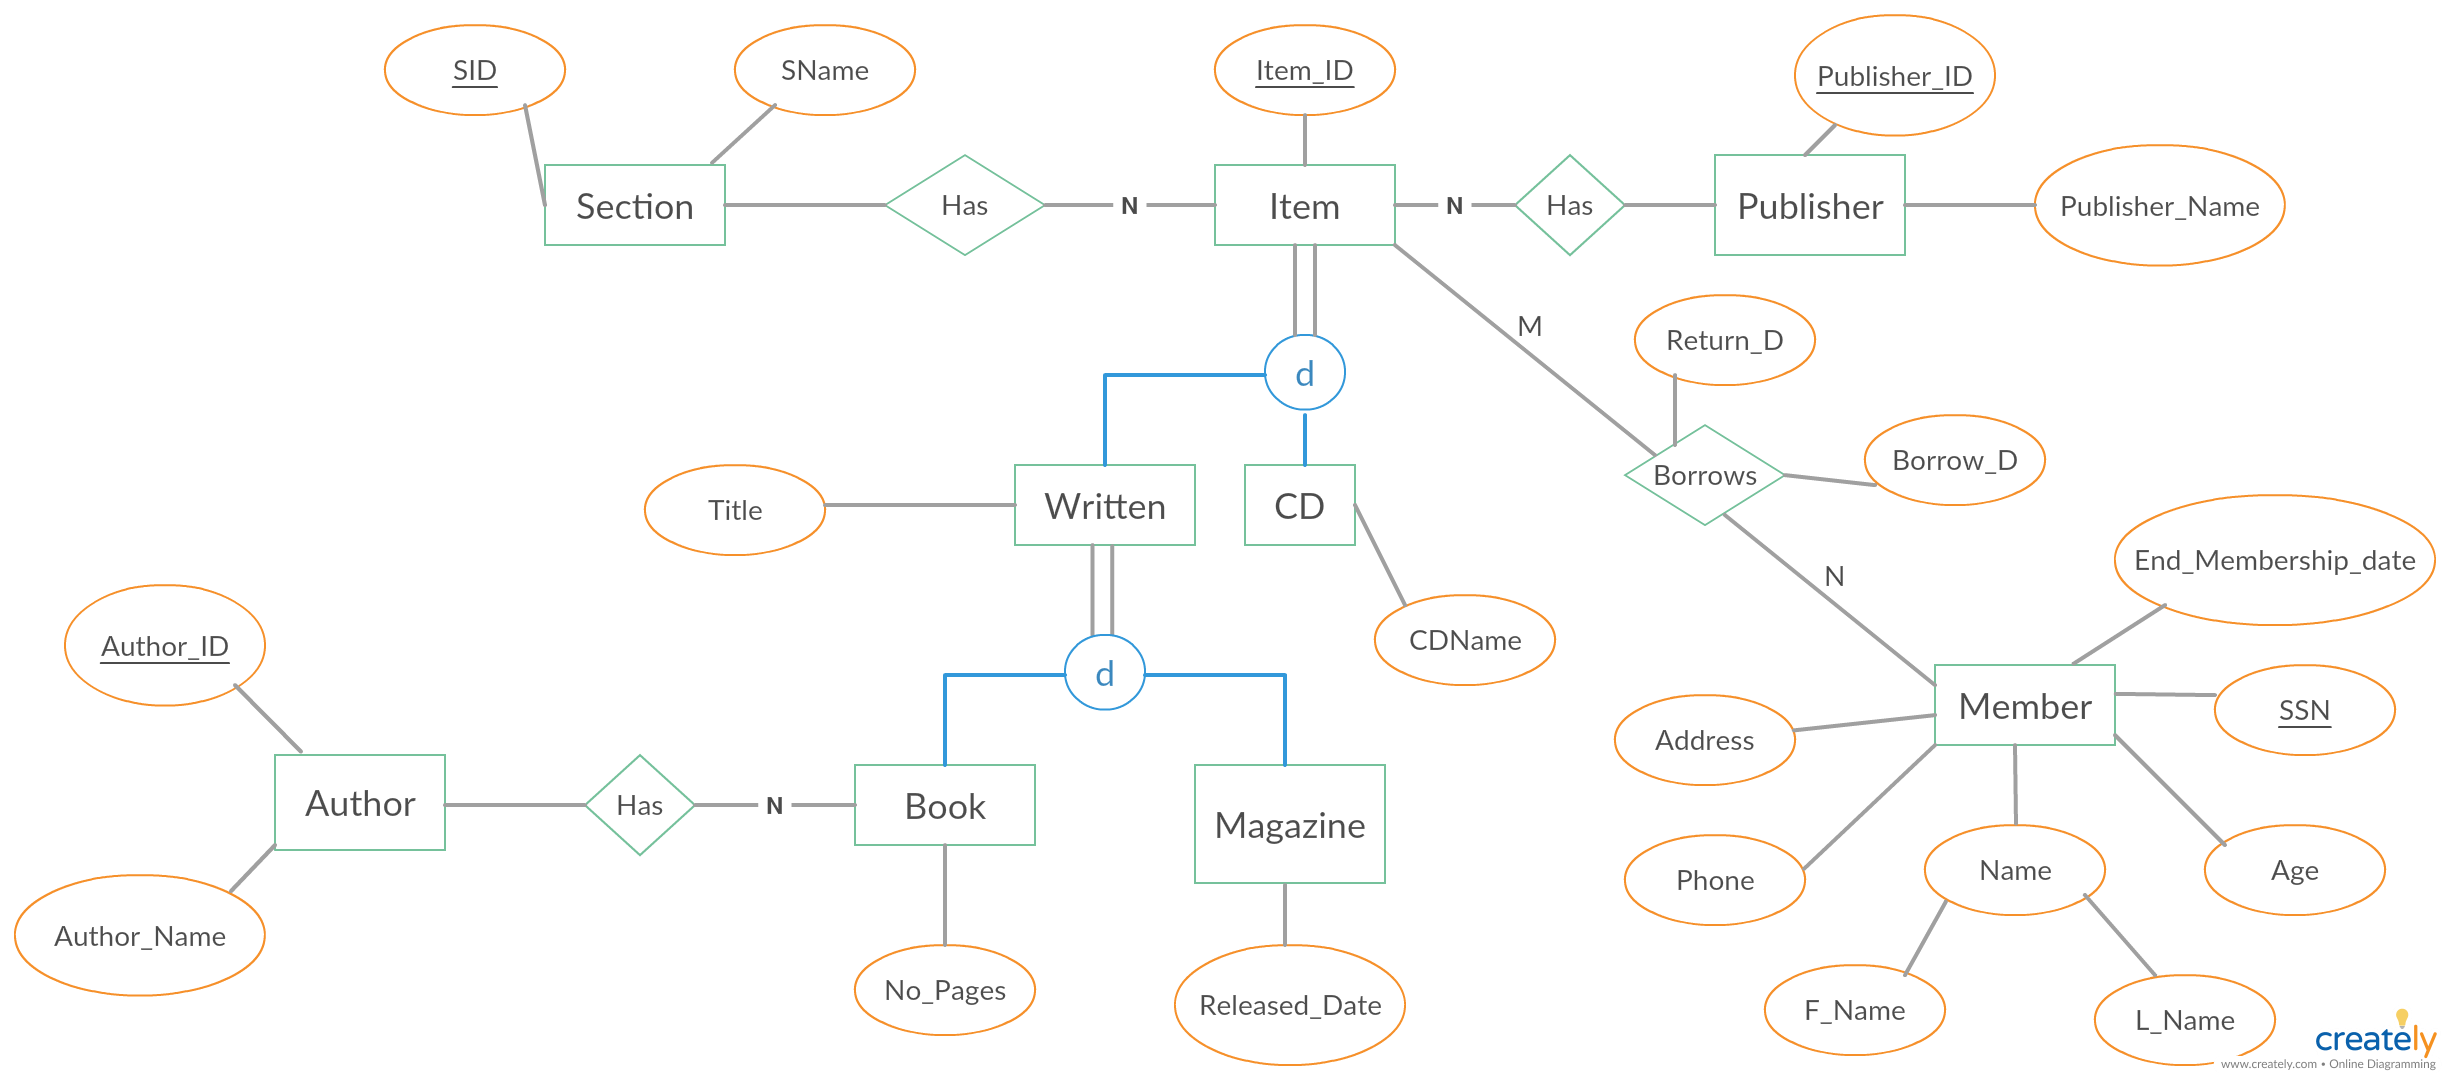 SID
SName
Item_ID
Publisher_ID
Section
Has
N
Item
N
Has
Publisher
Publisher_Name
M
Return_D
d
Borrows
Borrow_D
Title
Written
CD
N
End_Membership_date
CDName
Author_ID
d
Member
SSN
Address
Author
Has
N
Book
Magazine
Phone
Name
Age
Author_Name
No_Pages
Released_Date
F_Name
L_Name
creately
www.creately.com • Online Diagramming